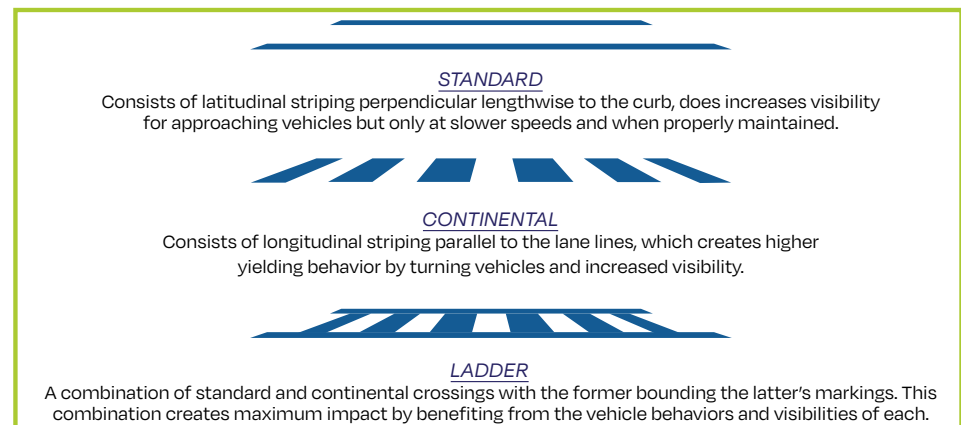 STANDARD
Consists of latitudinal striping perpendicular lengthwise to the curb, does increases visibility
for approaching vehicles but only at slower speeds and when properly maintained.
CONTINENTAL
Consists of longitudinal striping parallel to the lane lines, which creates higher
yielding behavior by turning vehicles and increased visibility.
LADDER
A combination of standard and continental crossings with the former bounding the latter’s markings. This
combination creates maximum impact by benefiting from the vehicle behaviors and visibilities of each.